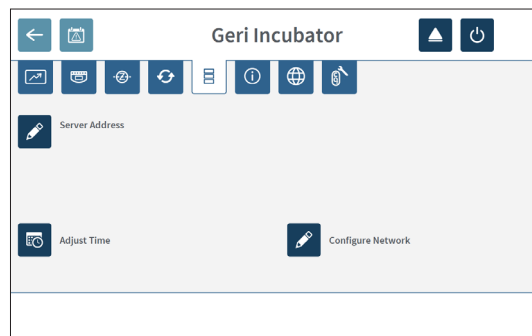 Geri Incubator
Server Address
Adjust Time
Configure Network